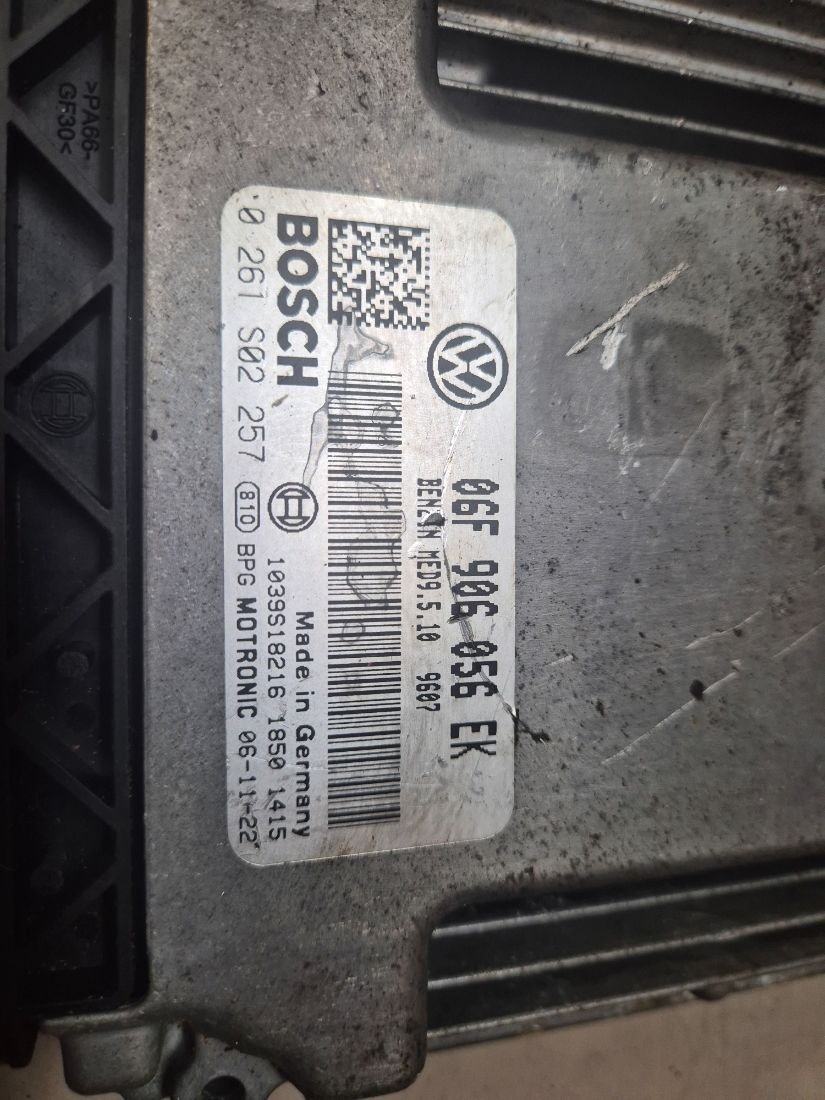 >PA66-
GF30<
06F 906 056 EK
BENZIN MED9.5.10 9607
BOSCH
Made in Germany
1039S18216 1850 1415
0 261 S02 257 810 BPG MOTRONIC 06-11-22